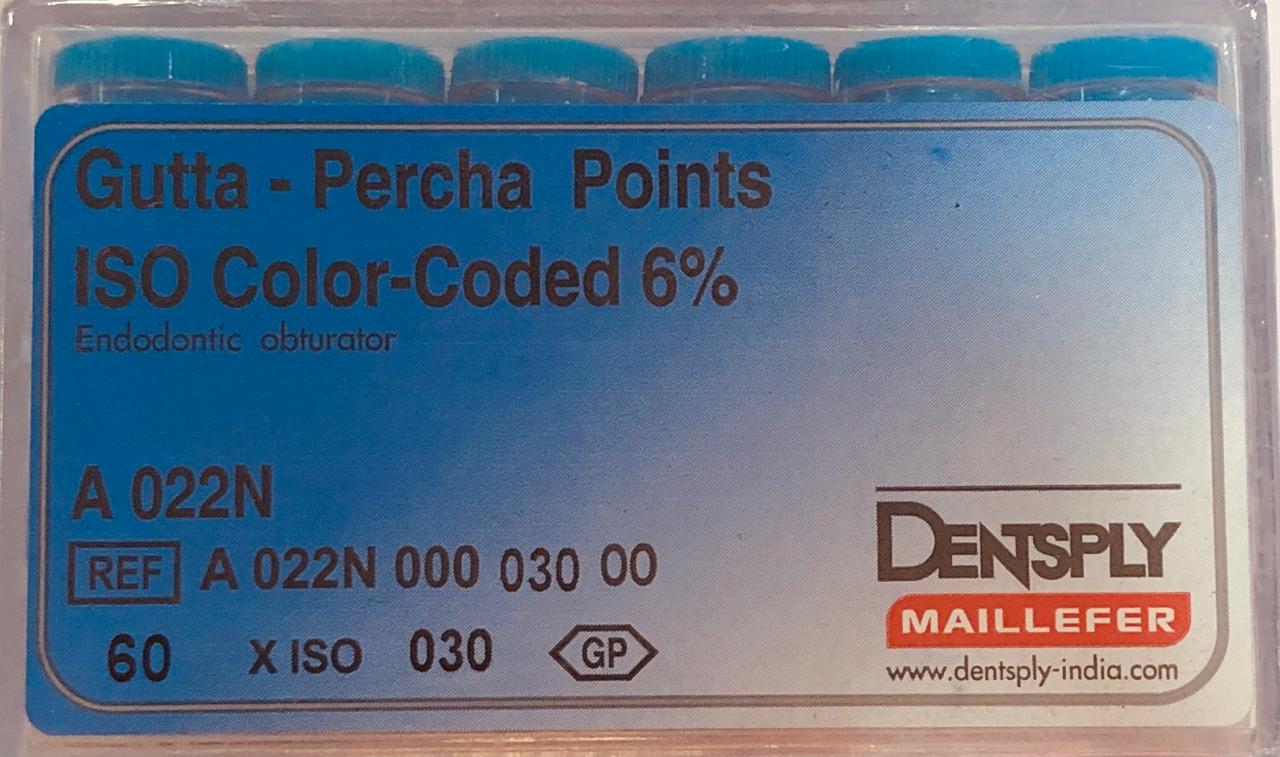 Gutta - Percha Points
ISO Color-Coded 6%
Endodontic obturator
A 022N
REF A 022N 000 030 00
60 X ISO 030 GP
DENTSPLY
MAILLEFER
www.dentsply-india.com